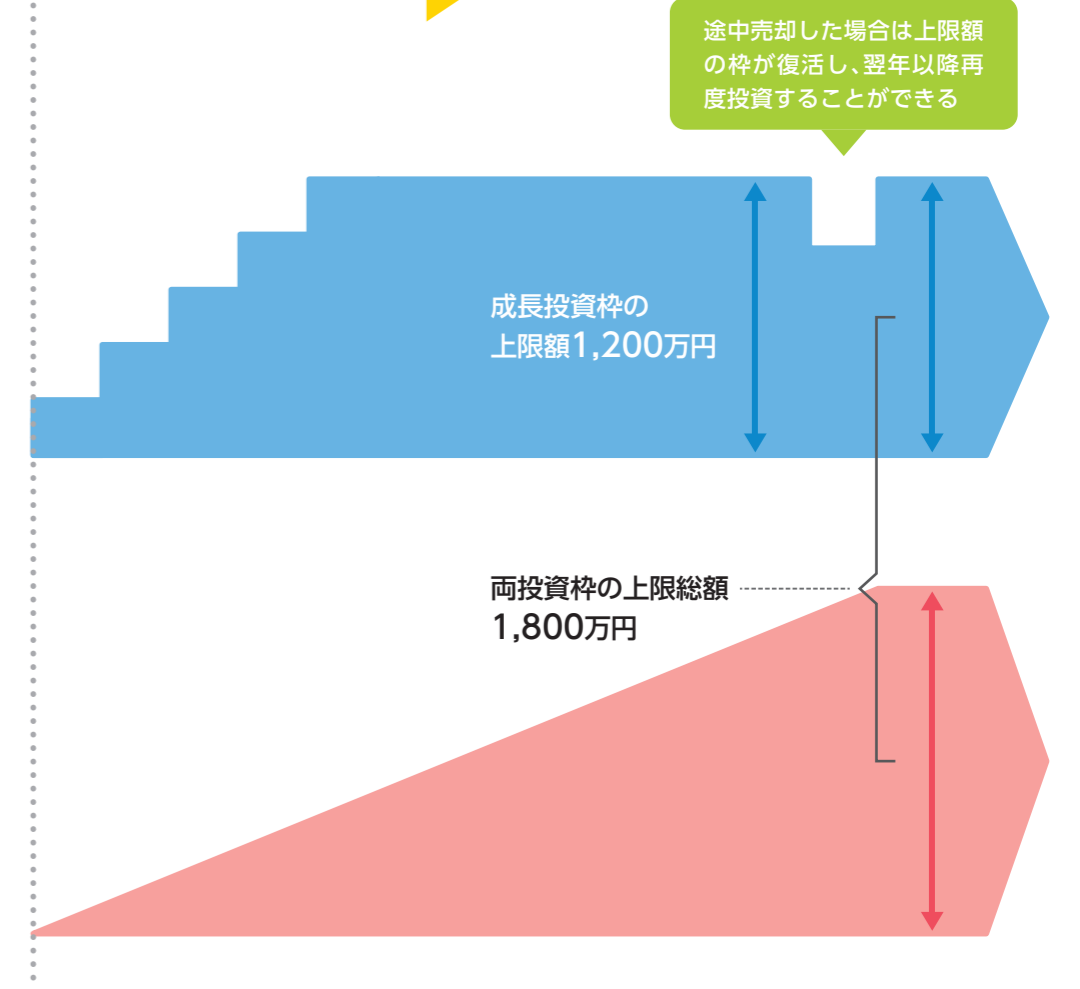 途中売却した場合は上限額
の枠が復活し、翌年以降再
度投資することができる
成長投資枠の
上限額1,200万円
両投資枠の上限総額
1,800万円